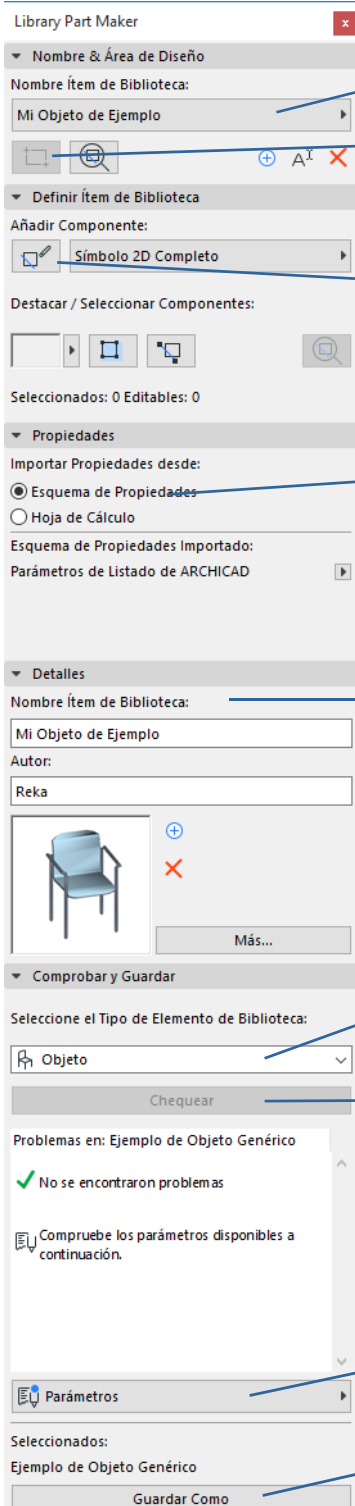 Library Part Maker
x
Nombre & Área de Diseño
Nombre Ítem de Biblioteca:
Mi Objeto de Ejemplo
A
Definir Ítem de Biblioteca
Añadir Componente:
Símbolo 2D Completo
Destacar / Seleccionar Componentes:
Seleccionados: 0 Editables: 0
Propiedades
Importar Propiedades desde:
Esquema de Propiedades
Hoja de Cálculo
Esquema de Propiedades Importado:
Parámetros de Listado de ARCHICAD
Detalles
Nombre Ítem de Biblioteca:
Mi Objeto de Ejemplo
Autor:
Reka
Más...
Comprobar y Guardar
Seleccione el Tipo de Elemento de Biblioteca:
Objeto
Chequear
Problemas en: Ejemplo de Objeto Genérico
No se encontraron problemas
Compruebe los parámetros disponibles a
continuación.
Parámetros
Seleccionados:
Ejemplo de Objeto Genérico
Guardar Como